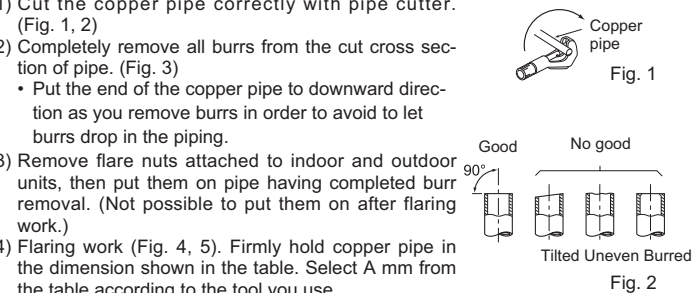 1) Cut the copper pipe correctly with pipe cutter.
(Fig. 1, 2)
2) Completely remove all burrs from the cut cross sec-
tion of pipe. (Fig. 3)
• Put the end of the copper pipe to downward direc-
tion as you remove burrs in order to avoid to let
burrs drop in the piping.
3) Remove flare nuts attached to indoor and outdoor
units, then put them on pipe having completed burr
removal. (Not possible to put them on after flaring
work.)
4) Flaring work (Fig. 4, 5). Firmly hold copper pipe in
the dimension shown in the table. Select A mm from
the table according to the tool you use.
Copper
pipe
Fig. 1
Good
No good
90°
Tilted Uneven Burred
Fig. 2